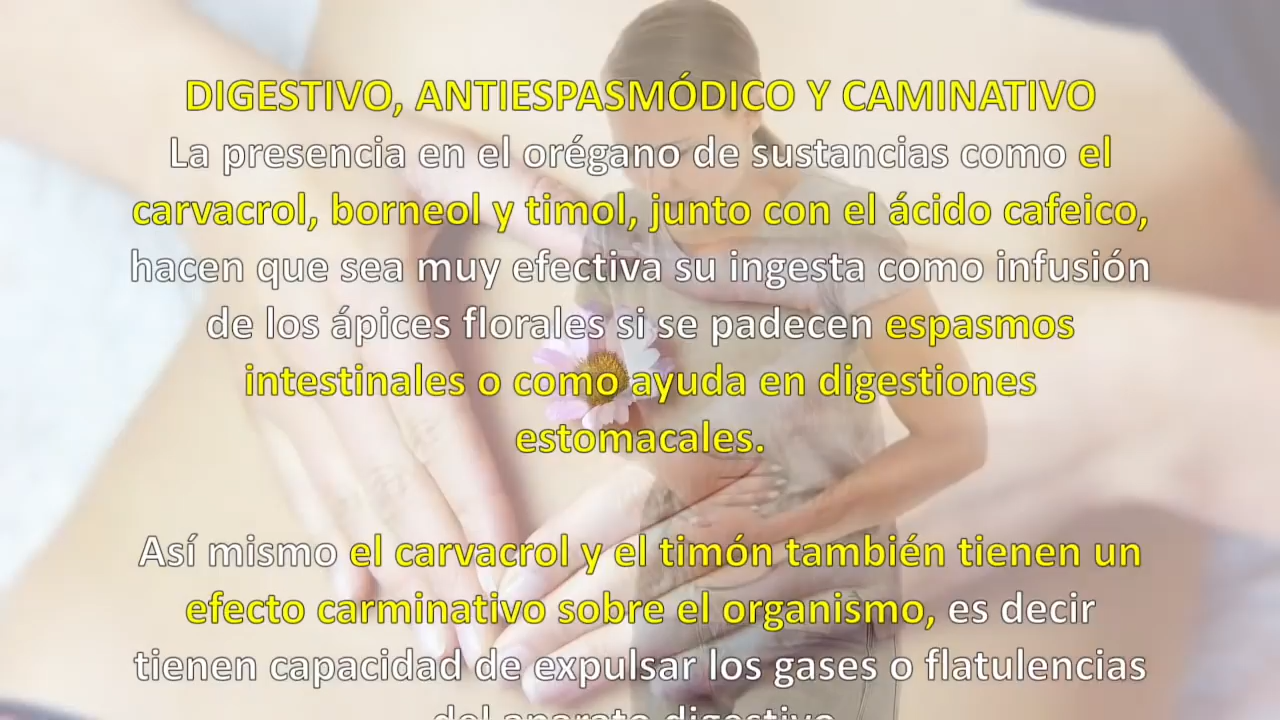 DIGESTIVO, ANTIESPASMÓDICO Y CAMINATIVO
La presencia en el orégano de sustancias como el
carvacrol, borneol y timol, junto con el ácido cafeico,
hacen que sea muy efectiva su ingesta como infusión
de los ápices florales si se padecen espasmos
intestinales o como ayuda en digestiones
estomacales.
Así mismo el carvacrol y el timón también tienen un
efecto carminativo sobre el organismo, es decir
tienen capacidad de expulsar los gases o flatulencias
del aparato digestivo